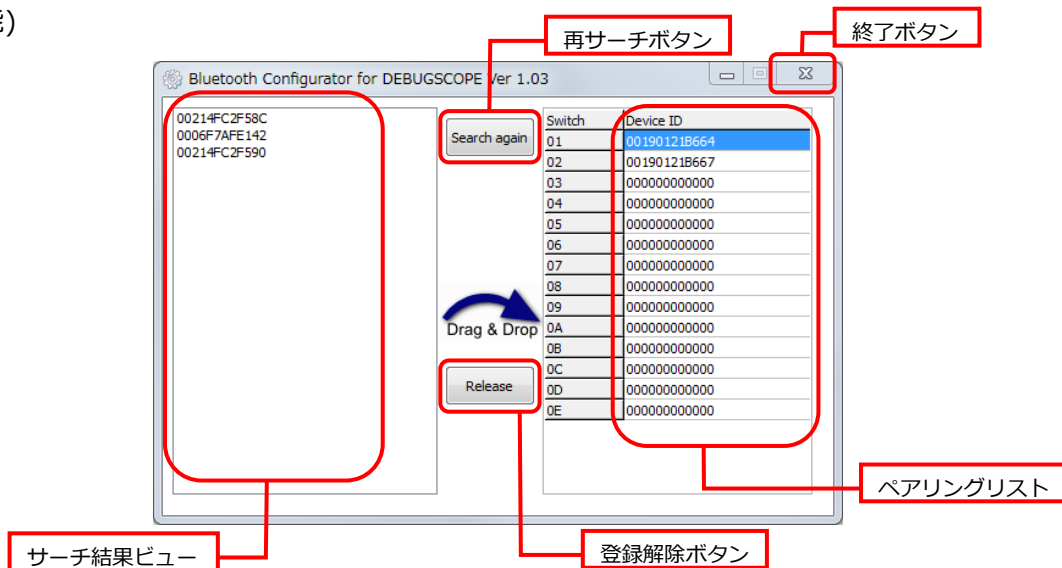 能)
再サーチボタン
終了ボタン
Bluetooth Configurator for DEBUGSCOPE Ver 1.03
00214FC2F58C
0006F7AFE142
00214FC2F590
Search again
Switch Device ID
01 00190121B664
02 00190121B667
03 000000000000
04 000000000000
05 000000000000
06 000000000000
07 000000000000
08 000000000000
09 000000000000
0A 000000000000
0B 000000000000
0C 000000000000
0D 000000000000
0E 000000000000
Drag & Drop
Release
ペアリングリスト
サーチ結果ビュー
登録解除ボタン